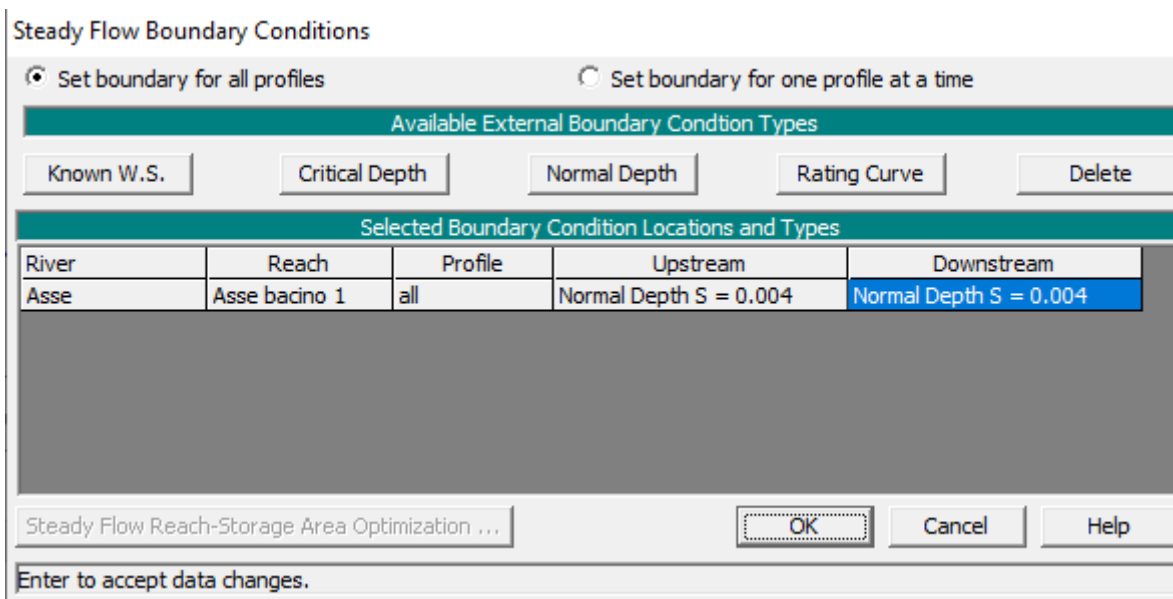 Steady Flow Boundary Conditions
Set boundary for all profiles Set boundary for one profile at a time
Available External Boundary Condtion Types
Known W.S. Critical Depth Normal Depth Rating Curve Delete
Selected Boundary Condition Locations and Types
River Reach Profile Upstream Downstream
Asse Asse bacino 1 all Normal Depth S = 0.004 Normal Depth S = 0.004
Steady Flow Reach-Storage Area Optimization ... OK Cancel Help
Enter to accept data changes.